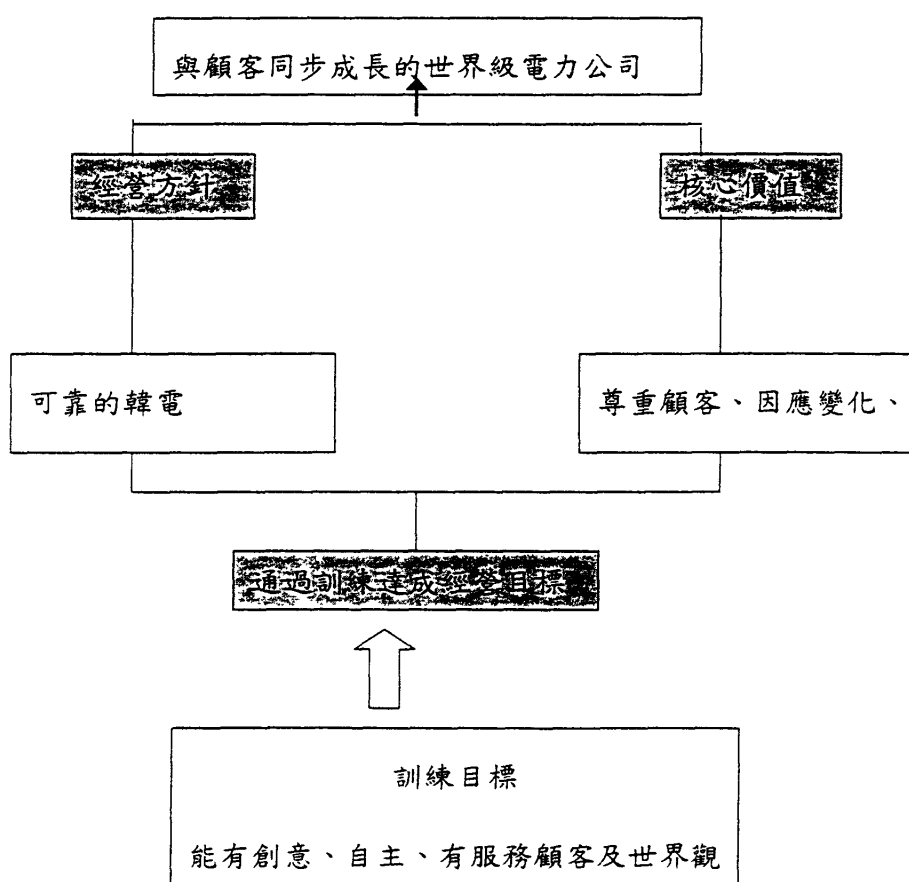 與顧客同步成長的世界級電力公司
經營方針
核心價值
可靠的韓電
尊重顧客、因應變化、
通過訓練達成經營目標
訓練目標
能有創意、自主、有服務顧客及世界觀